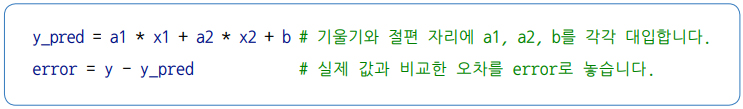 y_pred = a1 * x1 + a2 * x2 + b # 기울기와 절편 자리에 a1, a2, b를 각각 대입합니다.
error = y - y_pred # 실제 값과 비교한 오차를 error로 놓습니다.